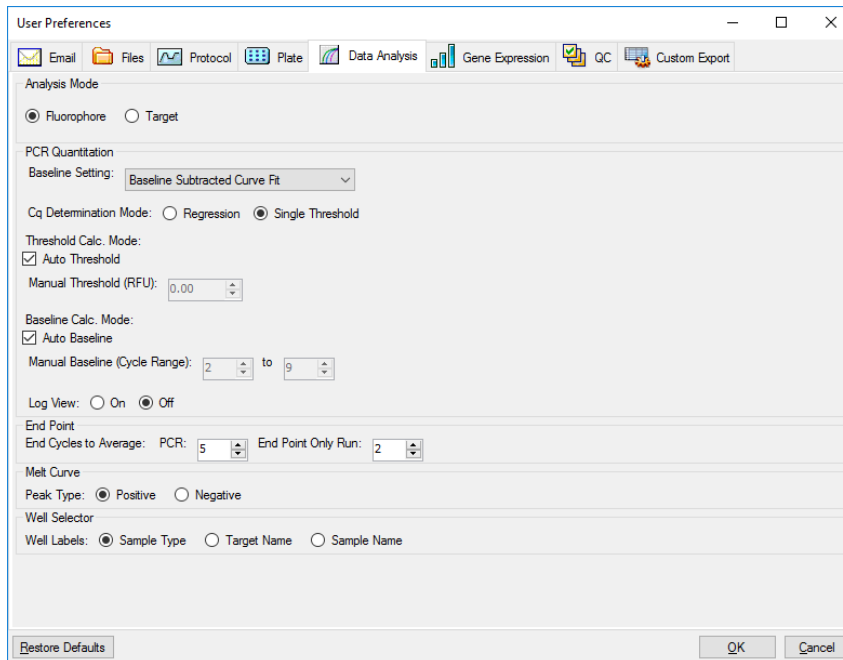 User Preferences
Email Files Protocol Plate Data Analysis Gene Expression QC Custom Export
Analysis Mode
Fluorophore Target
PCR Quantitation
Baseline Setting: Baseline Subtracted Curve Fit
Cq Determination Mode: Regression Single Threshold
Threshold Calc. Mode:
Auto Threshold
Manual Threshold (RFU): 0.00
Baseline Calc. Mode:
Auto Baseline
Manual Baseline (Cycle Range): 2 to 9
Log View: On Off
End Point
End Cycles to Average: PCR: 5 End Point Only Run: 2
Melt Curve
Peak Type: Positive Negative
Well Selector
Well Labels: Sample Type Target Name Sample Name
Restore Defaults OK Cancel